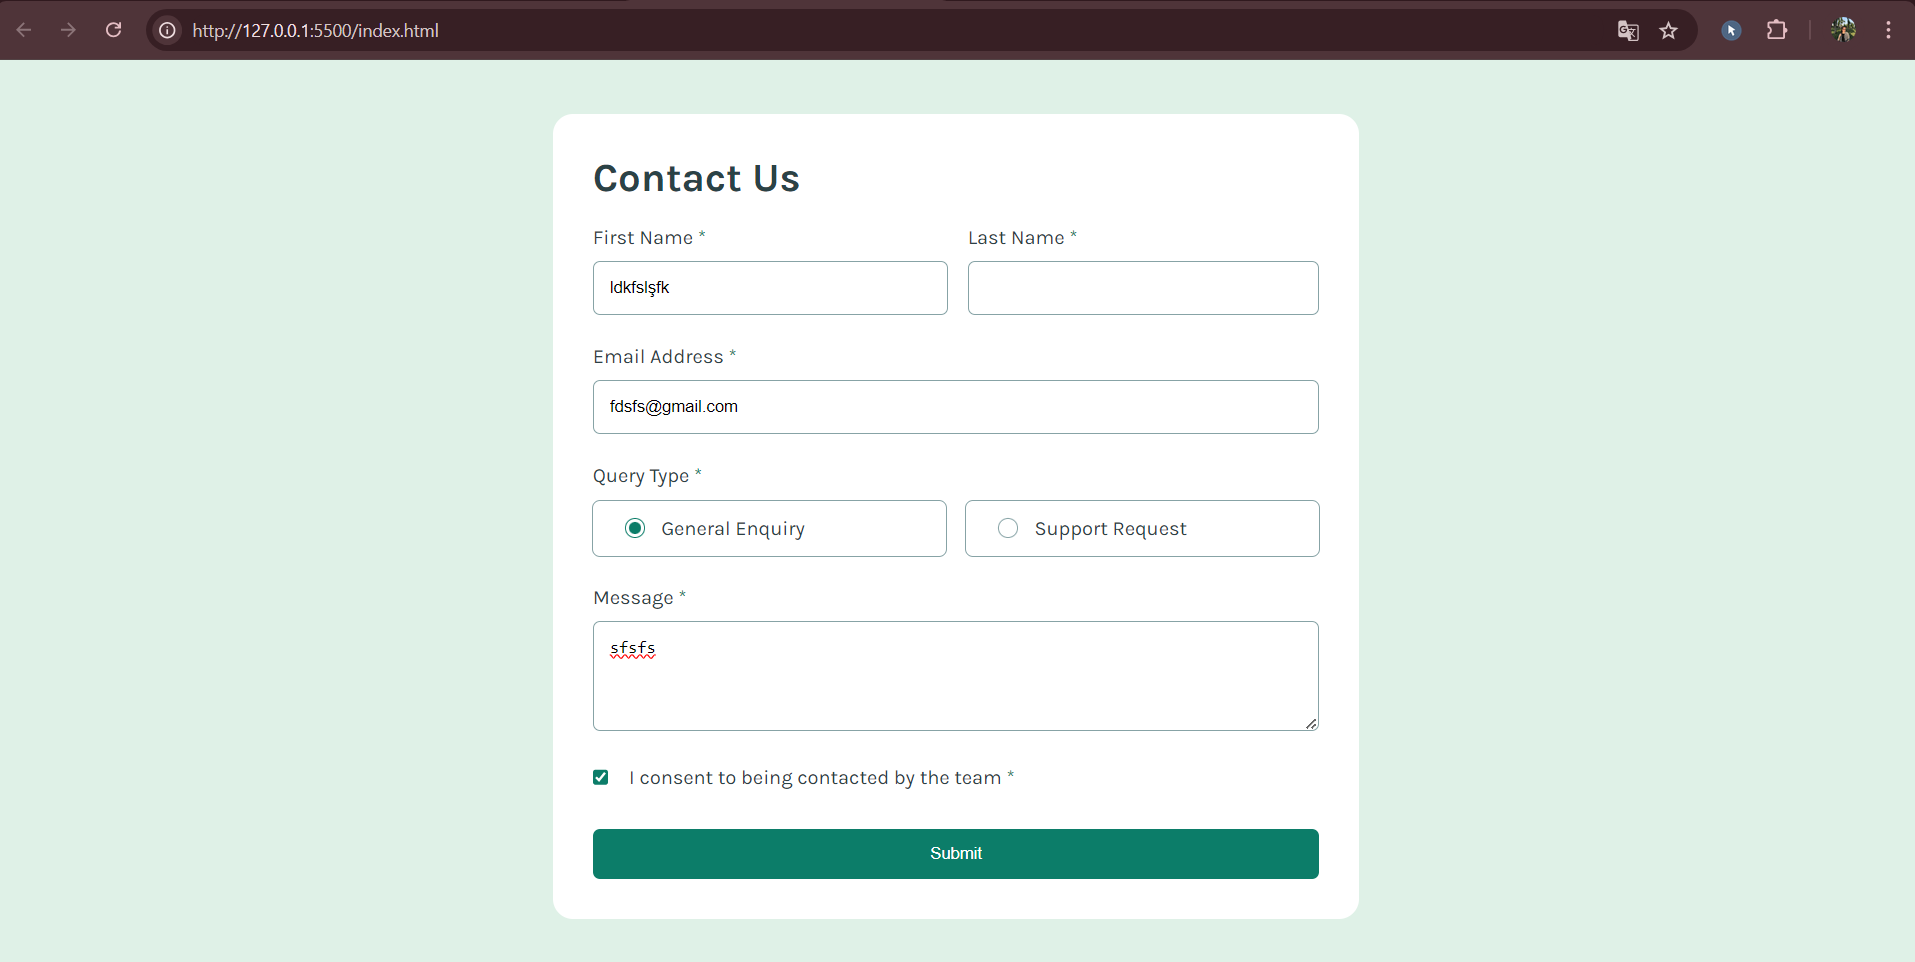 http://127.0.0.1:5500/index.html
Contact Us
First Name *
Last Name *
ldkfslşfk
Email Address *
fdsfs@gmail.com
Query Type *
General Enquiry
Support Request
Message *
sfsfs
I consent to being contacted by the team *
Submit